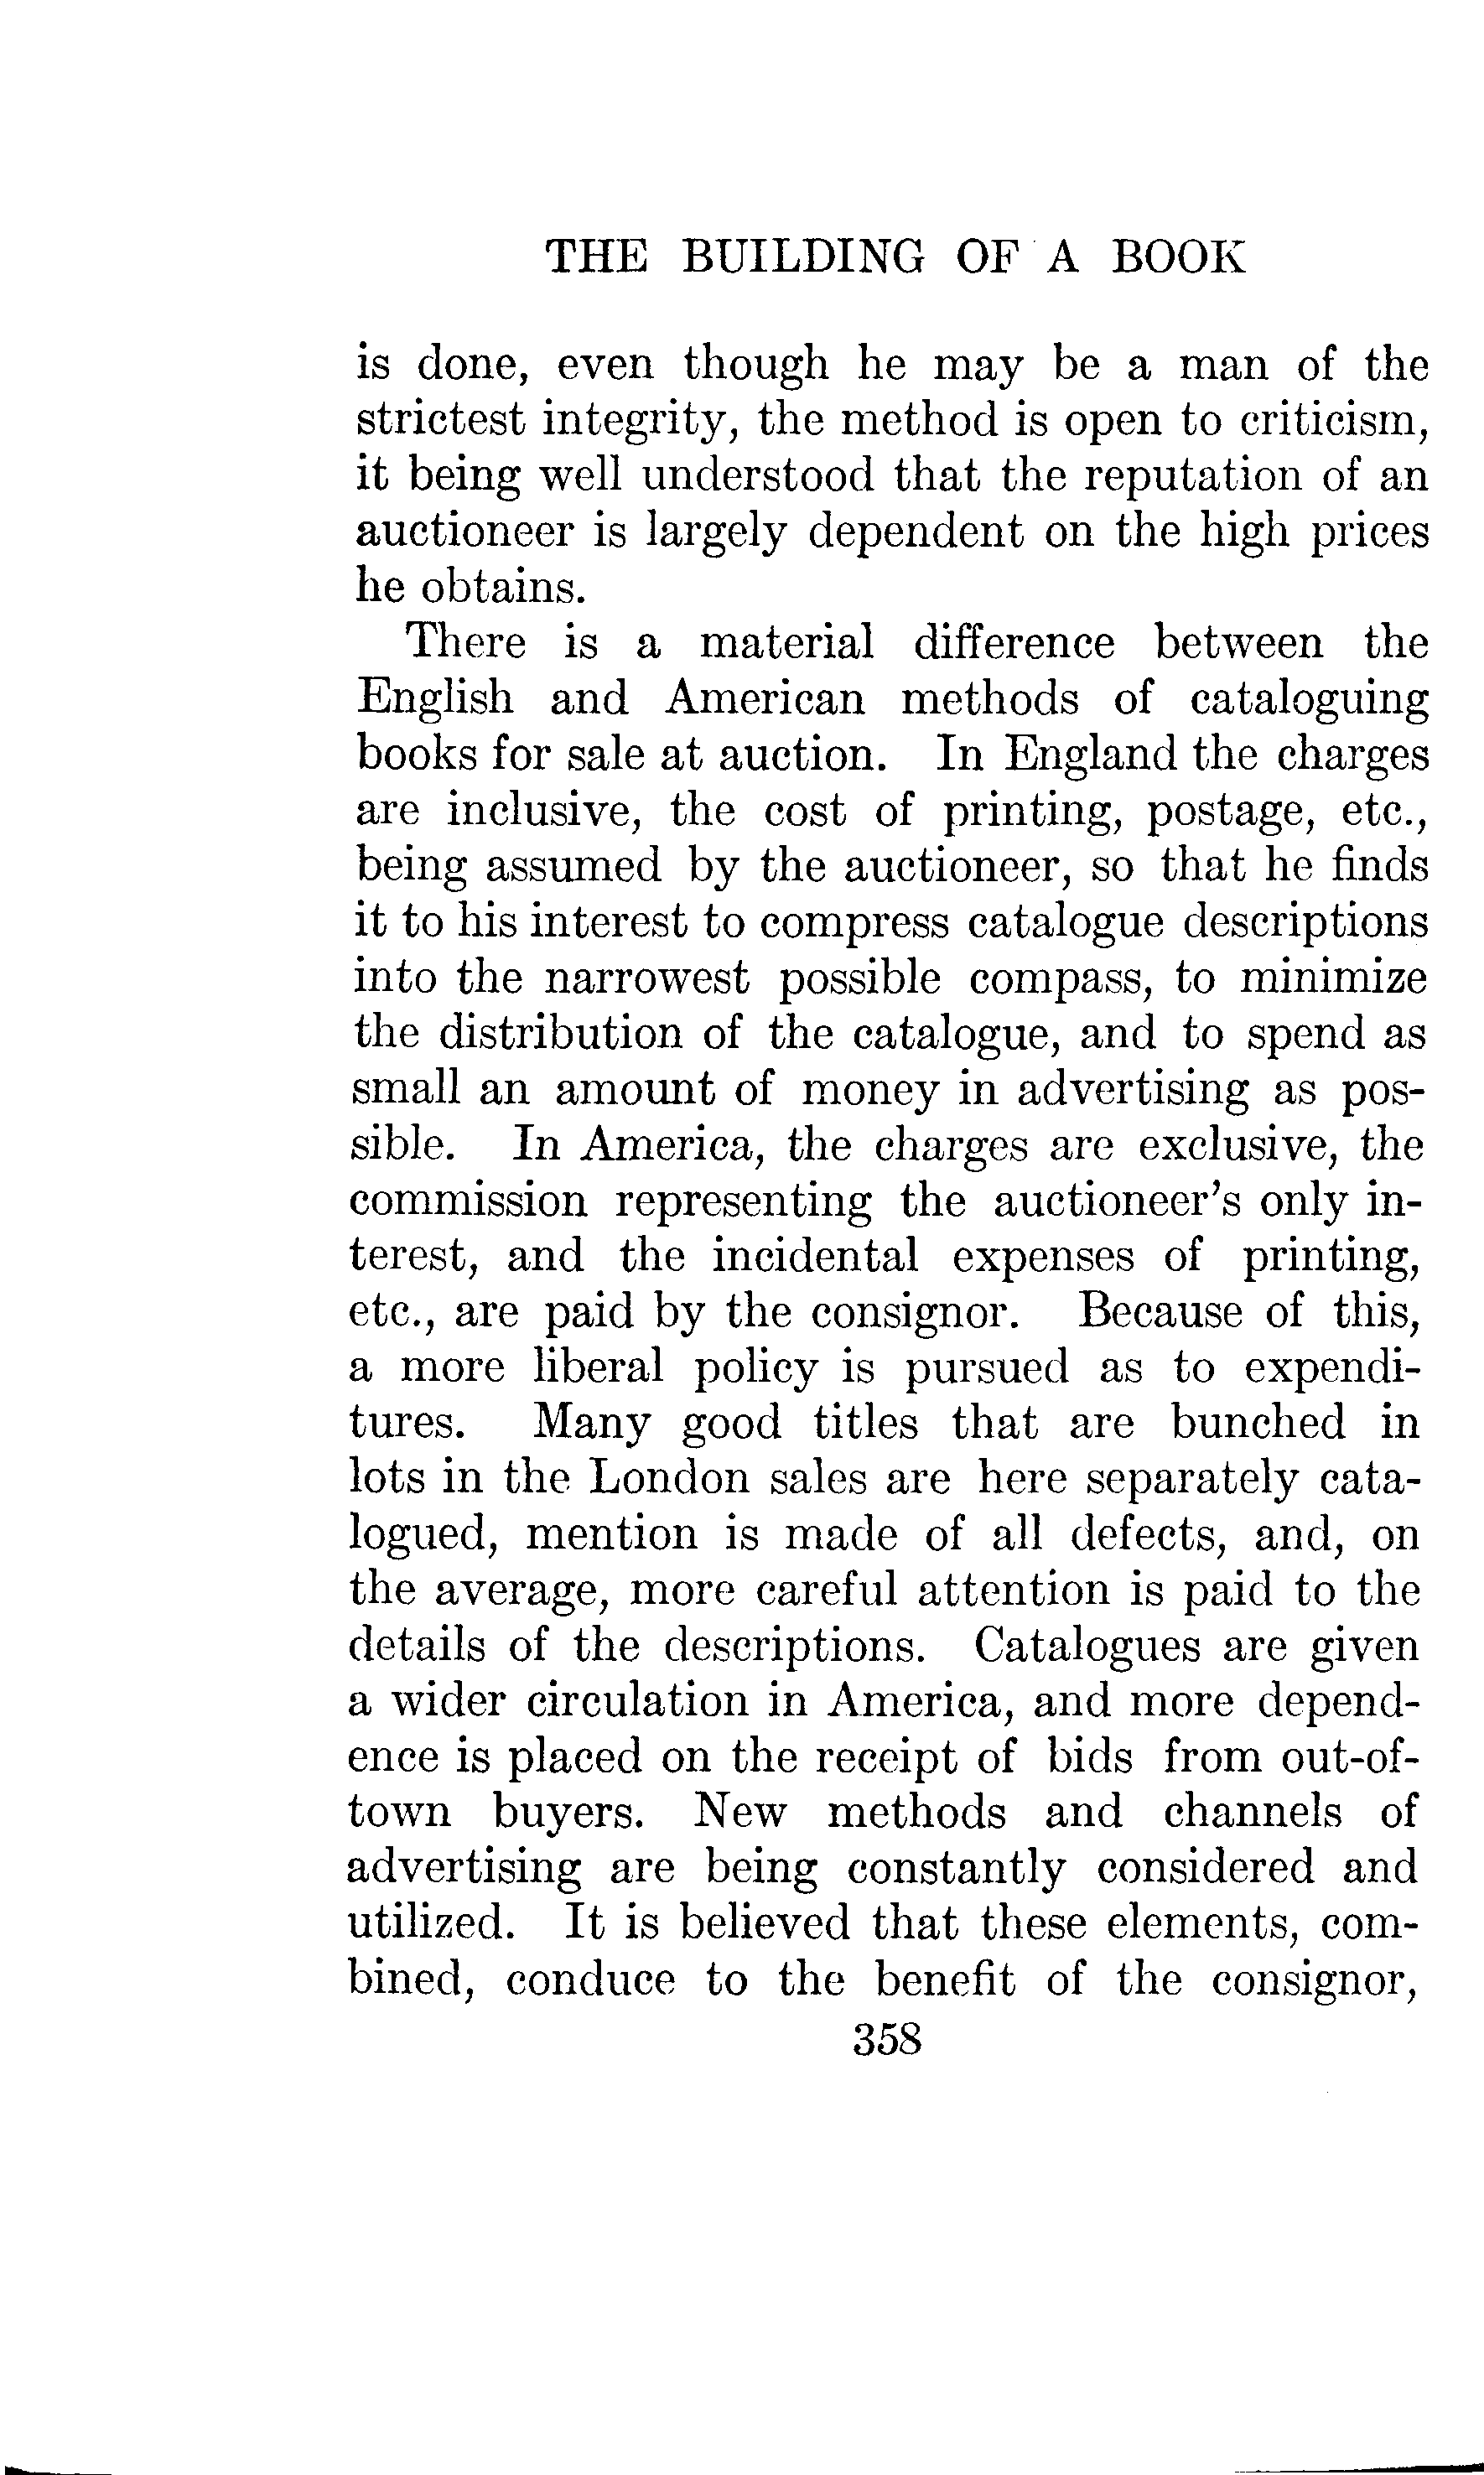 THE BUILDING OF A BOOK
is done, even though he may be a man of the
strictest integrity, the method is open to criticism,
it being well understood that the reputation of an
auctioneer is largely dependent on the high prices
he obtains.
There is a material difference between the
English and American methods of cataloguing
books for sale at auction. In England the charges
are inclusive, the cost of printing, postage, etc.,
being assumed by the auctioneer, so that he finds
it to his interest to compress catalogue descriptions
into the narrowest possible compass, to minimize
the distribution of the catalogue, and to spend as
small an amount of money in advertising as pos-
sible. In America, the charges are exclusive, the
commission representing the auctioneer's only in-
terest, and the incidental expenses of printing,
etc., are paid by the consignor. Because of this,
a more liberal policy is pursued as to expendi-
tures. Many good titles that are bunched in
lots in the London sales are here separately cata-
logued, mention is made of all defects, and, on
the average, more careful attention is paid to the
details of the descriptions. Catalogues are given
a wider circulation in America, and more depend-
ence is placed on the receipt of bids from out-of-
town buyers. New methods and channels of
advertising are being constantly considered and
utilized. It is believed that these elements, com-
bined, conduce to the benefit of the consignor,
358